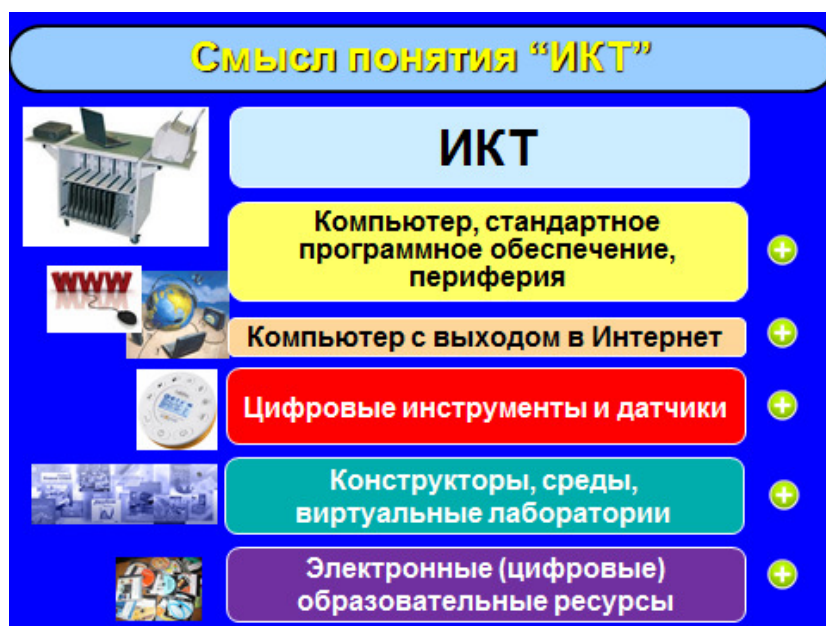 Смысл понятия “ИКТ”
ИКТ
Компьютер, стандартное
программное обеспечение,
периферия
WWW
Компьютер с выходом в Интернет
Цифровые инструменты и датчики
Конструкторы, среды,
виртуальные лаборатории
Электронные (цифровые)
образовательные ресурсы